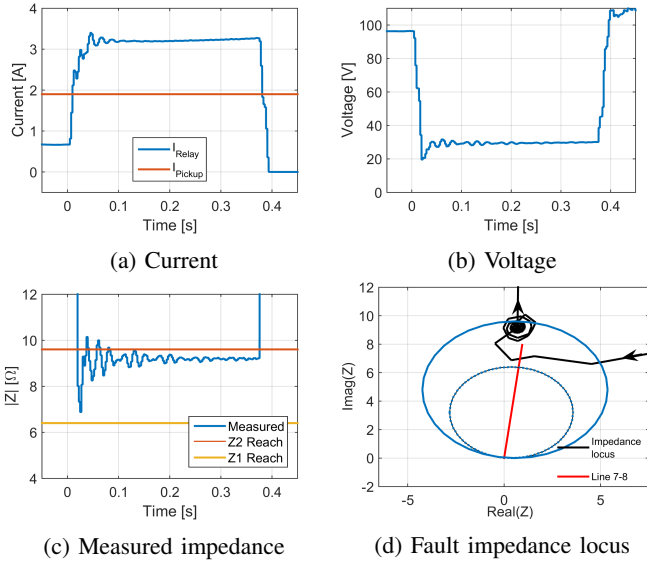 4
3
2
1
0
Current [A]
0
0.1
0.2
0.3
0.4
Time [s]
I_Relay
I_Pickup
(a) Current
100
80
60
40
20
0
Voltage [V]
0
0.1
0.2
0.3
0.4
Time [s]
(b) Voltage
12
10
8
6
4
|Z| [Ω]
0
0.1
0.2
0.3
0.4
Time [s]
Measured
Z2 Reach
Z1 Reach
(c) Measured impedance
12
10
8
6
4
2
0
-2
Imag(Z)
-5
0
5
Real(Z)
Impedance
locus
Line 7-8
(d) Fault impedance locus